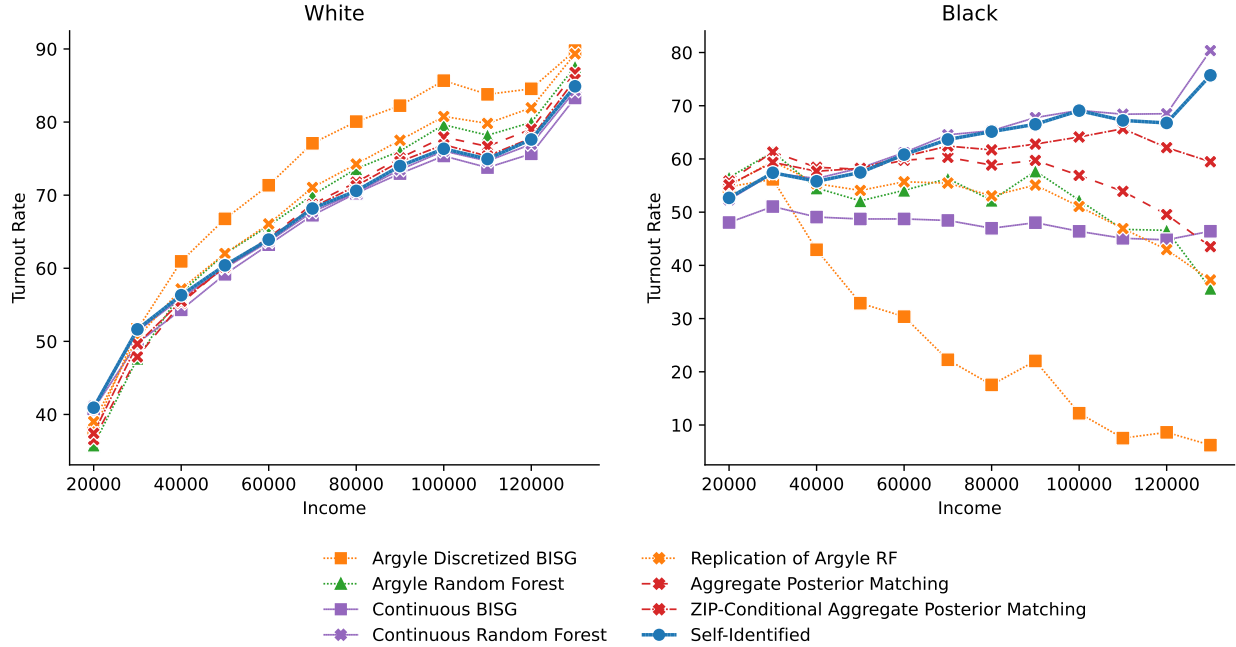 White
Black
90
80
70
60
50
40
Turnout Rate
20000 40000 60000 80000 100000 120000
Income
80
70
60
50
40
30
20
10
Turnout Rate
20000 40000 60000 80000 100000 120000
Income
Argyle Discretized BISG
Argyle Random Forest
Continuous BISG
Continuous Random Forest
Replication of Argyle RF
Aggregate Posterior Matching
ZIP-Conditional Aggregate Posterior Matching
Self-Identified